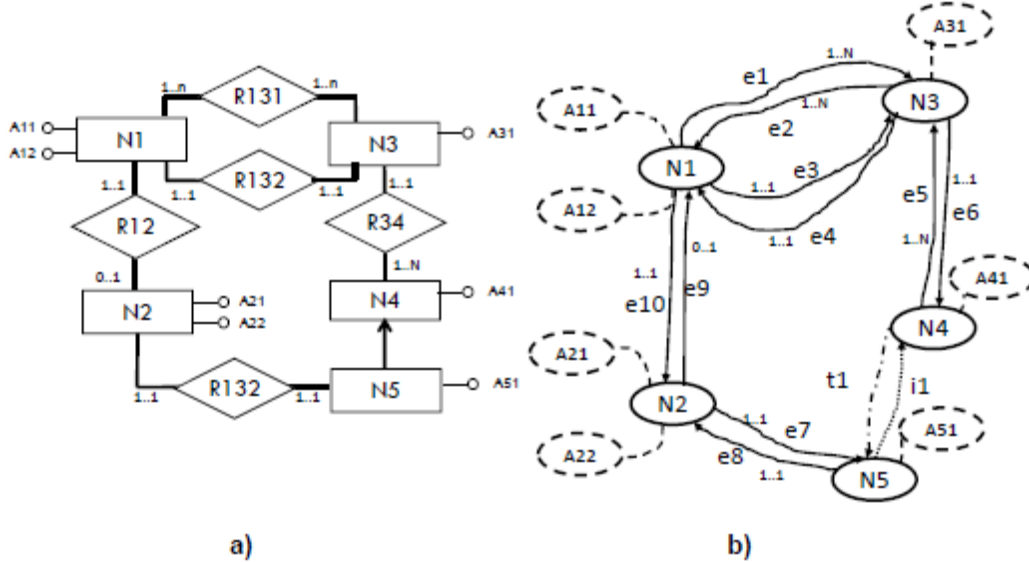 1..n
R131
1..n
A11
A12
N1
N3
A31
R132
1..1
1..1
1..1
1..1
R12
R34
0..1
1..N
N2
A21
A22
N4
A41
R132
1..1
1..1
N5
A51
a)
A31
1..N
e1
N3
A11
1..N
e2
N1
e3
1..1
A12
1..1
e4
e5
1..1
e6
0..1
1..1
e10
e9
1..N
A41
N4
A21
t1
i1
N2
1..1
e7
A51
A22
e8
1..1
N5
b)